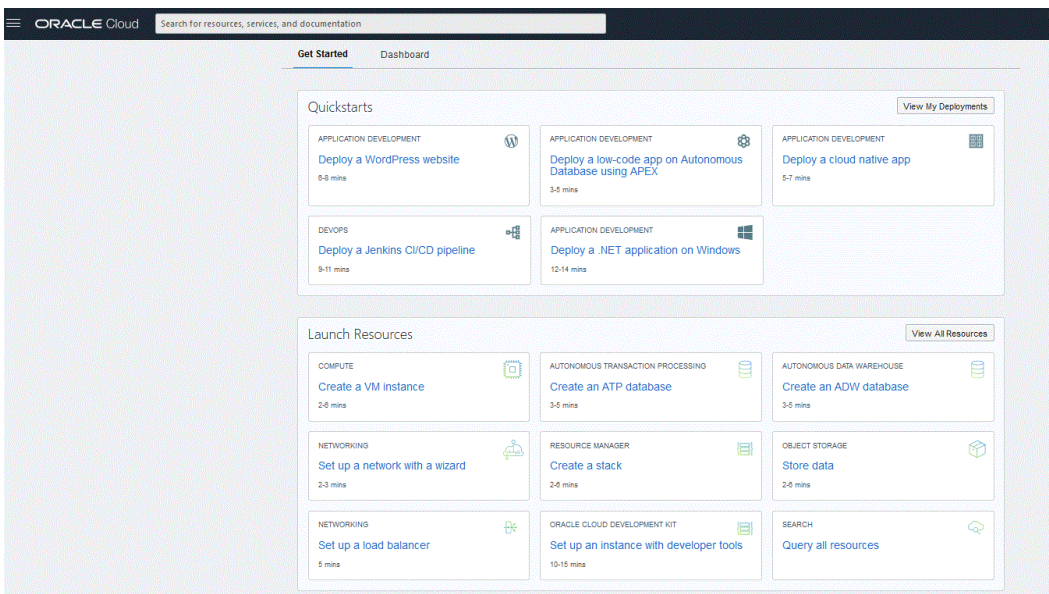 ORACLE Cloud
Search for resources, services, and documentation
Get Started
Dashboard
Quickstarts
View My Deployments
APPLICATION DEVELOPMENT
Deploy a WordPress website
6-8 mins
APPLICATION DEVELOPMENT
Deploy a low-code app on Autonomous
Database using APEX
3-5 mins
APPLICATION DEVELOPMENT
Deploy a cloud native app
5-7 mins
DEVOPS
Deploy a Jenkins CI/CD pipeline
9-11 mins
APPLICATION DEVELOPMENT
Deploy a .NET application on Windows
12-14 mins
Launch Resources
View All Resources
COMPUTE
Create a VM instance
2-6 mins
AUTONOMOUS TRANSACTION PROCESSING
Create an ATP database
3-5 mins
AUTONOMOUS DATA WAREHOUSE
Create an ADW database
3-5 mins
NETWORKING
Set up a network with a wizard
2-3 mins
RESOURCE MANAGER
Create a stack
2-6 mins
OBJECT STORAGE
Store data
2-6 mins
NETWORKING
Set up a load balancer
5 mins
ORACLE CLOUD DEVELOPMENT KIT
Set up an instance with developer tools
10-15 mins
SEARCH
Query all resources